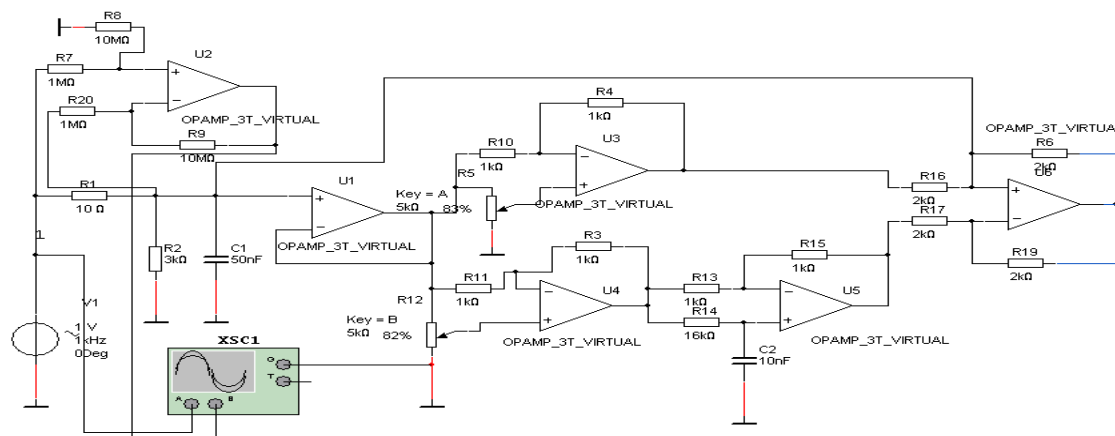 R8
10MΩ
R7
1MΩ
U2
+
−
OPAMP_3T_VIRTUAL
R20
1MΩ
R9
10MΩ
R1
10 Ω
R2
3kΩ
C1
50nF
U1
+
−
OPAMP_3T_VIRTUAL
Key = A
5kΩ
83%
R5
R10
1kΩ
R4
1kΩ
U3
−
+
OPAMP_3T_VIRTUAL
R12
Key = B
5kΩ
82%
R11
1kΩ
R3
1kΩ
U4
−
+
OPAMP_3T_VIRTUAL
R13
1kΩ
R14
16kΩ
R15
1kΩ
U5
−
+
OPAMP_3T_VIRTUAL
C2
10nF
R16
2kΩ
R17
2kΩ
OPAMP_3T_VIRTUAL
R6
2kΩ
U6
+
−
R19
2kΩ
1
V1
1 V
1kHz
0Deg
XSC1
G
T
A
B